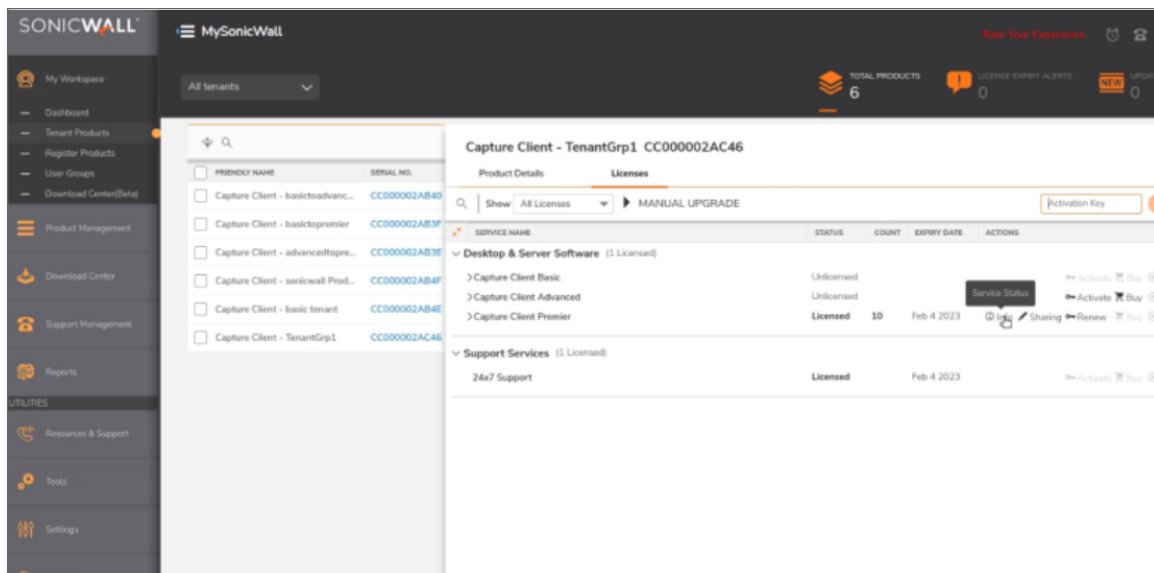 SONICWALL
MySonicWall
Rate Your Experience
My Workspace
Dashboard
Tenant Products
Register Products
User Groups
Download Center(Beta)
Product Management
Download Center
Support Management
Reports
UTILITIES
Resources & Support
Tools
Settings
All tenants
TOTAL PRODUCTS
6
LICENSE EXPIRY ALERTS
0
NEW
0
FRIENDLY NAME SERIAL NO.
Capture Client - basictoadvanc... CC000002AB40
Capture Client - basictopremier CC000002AB3F
Capture Client - advancedtopre... CC000002AB3E
Capture Client - sonicwall Prod... CC000002AB4F
Capture Client - basic tenant CC000002AB4E
Capture Client - TenantGrp1 CC000002AC46
Capture Client - TenantGrp1 CC000002AC46
Product Details Licenses
Show All Licenses MANUAL UPGRADE Activation Key
SERVICE NAME STATUS COUNT EXPIRY DATE ACTIONS
Desktop & Server Software (1 Licensed)
Capture Client Basic Unlicensed Activate Buy
Service Status
Capture Client Advanced Unlicensed Activate Buy
Capture Client Premier Licensed 10 Feb 4 2023 Info Sharing Renew Buy
Support Services (1 Licensed)
24x7 Support Licensed Feb 4 2023 Activate Buy